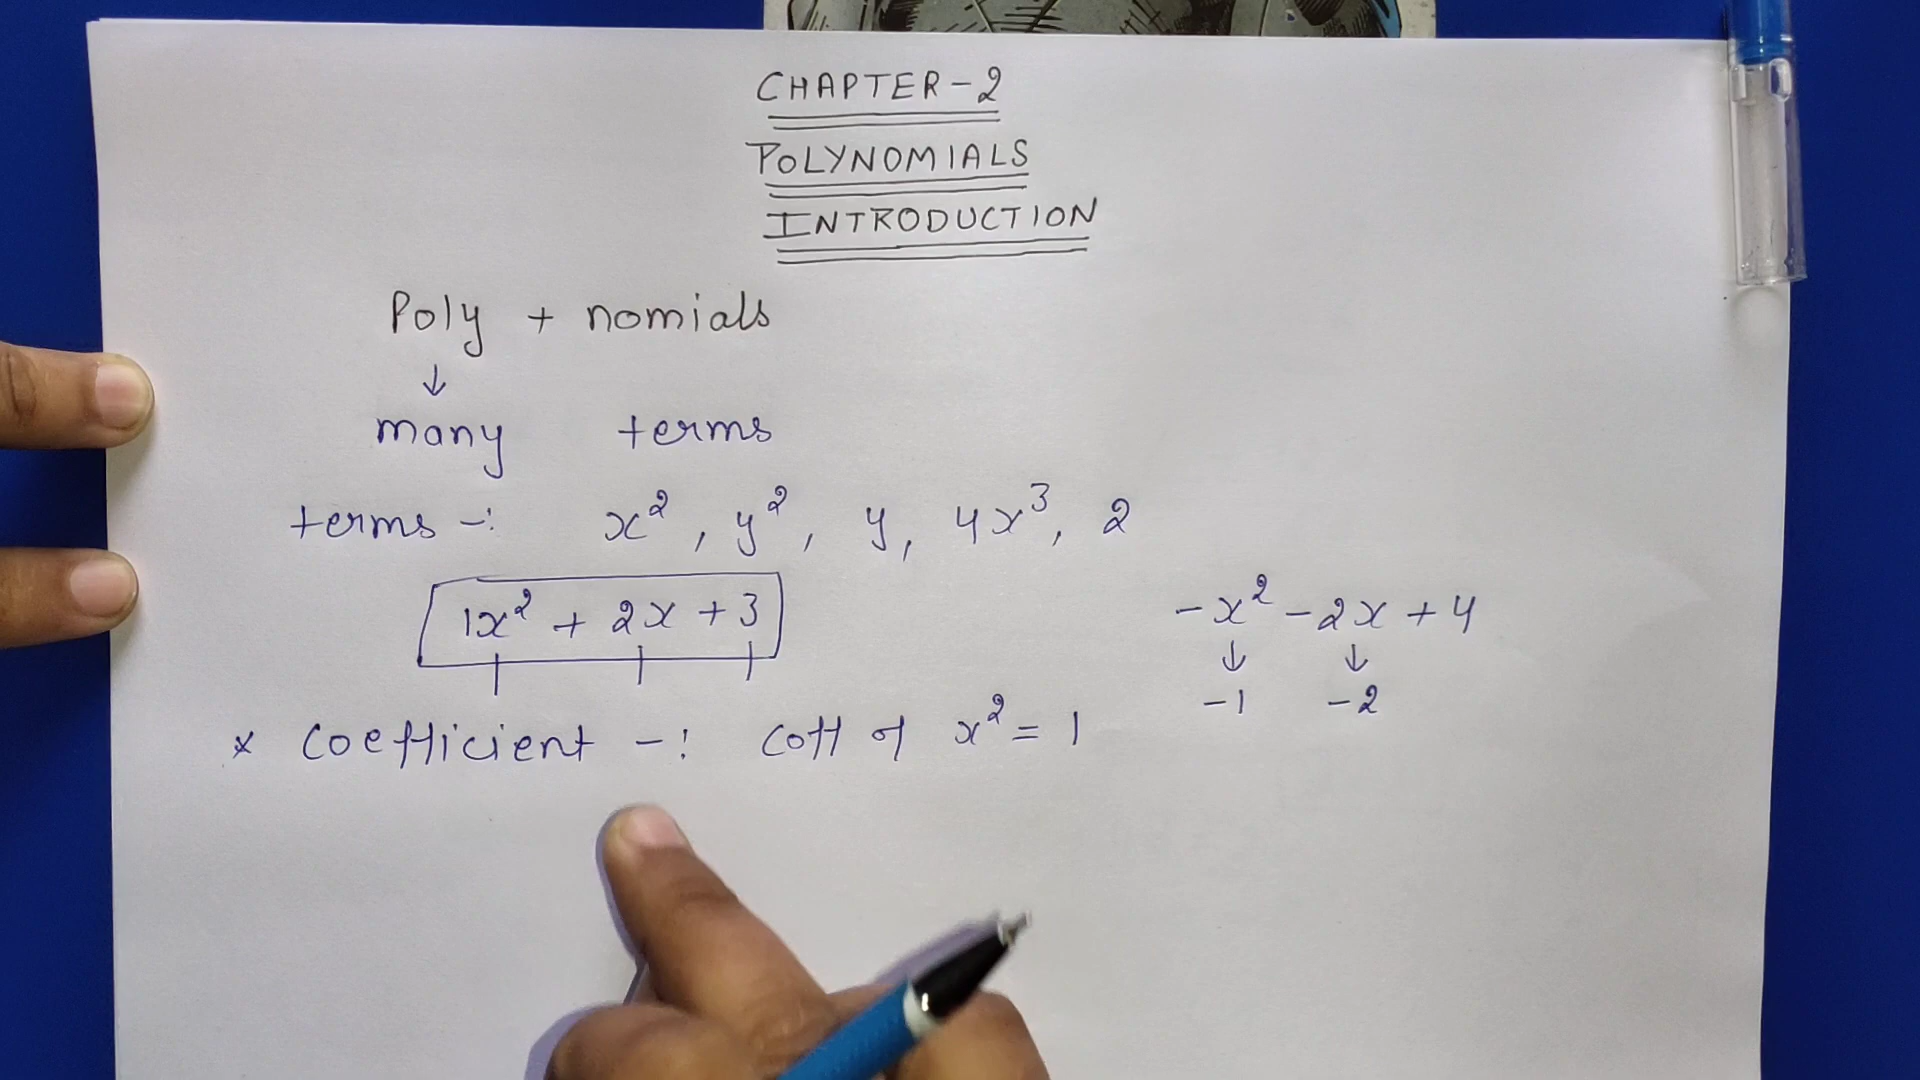 CHAPTER-2
POLYNOMIALS
INTRODUCTION
Poly + nomials
↓
many terms
terms -: x², y², y, 4x³, 2
1x² + 2x + 3
-x² - 2x + 4
↓ ↓
-1 -2
* Coefficient -: Coff of x² = 1